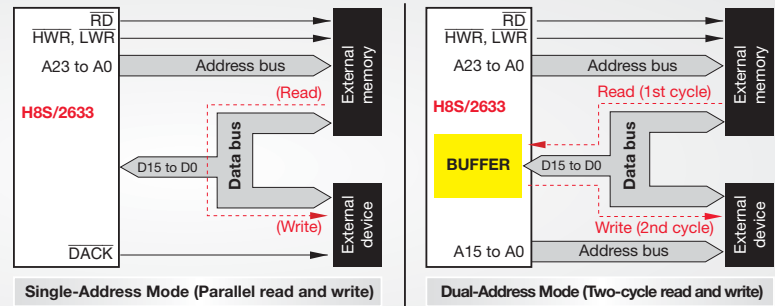 RD
HWR, LWR
A23 to A0
Address bus
External
memory
(Read)
H8S/2633
Data bus
D15 to D0
(Write)
External
device
DACK
Single-Address Mode (Parallel read and write)
RD
HWR, LWR
A23 to A0
Address bus
External
memory
Read (1st cycle)
H8S/2633
BUFFER
Data bus
D15 to D0
Write (2nd cycle)
External
device
A15 to A0
Address bus
Dual-Address Mode (Two-cycle read and write)